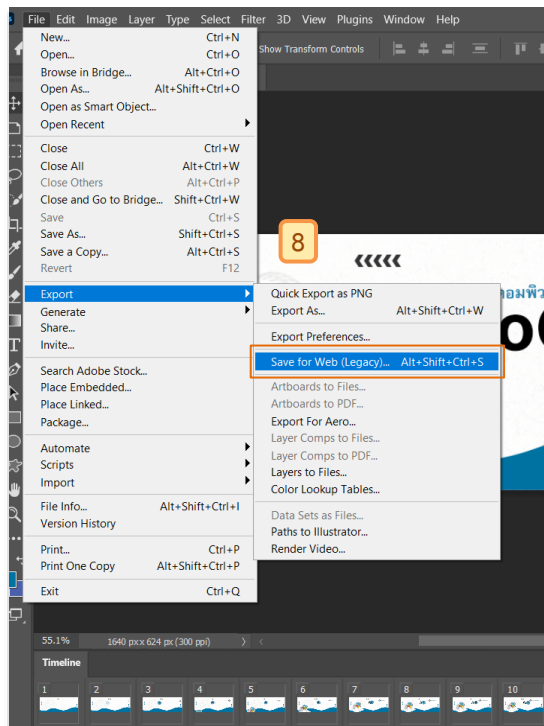 File Edit Image Layer Type Select Filter 3D View Plugins Window Help
Show Transform Controls
New... Ctrl+N
Open... Ctrl+O
Browse in Bridge... Alt+Ctrl+O
Open As... Alt+Shift+Ctrl+O
Open as Smart Object...
Open Recent
Close Ctrl+W
Close All Alt+Ctrl+W
Close Others Alt+Ctrl+P
Close and Go to Bridge... Shift+Ctrl+W
Save Ctrl+S
Save As... Shift+Ctrl+S
Save a Copy... Alt+Ctrl+S
Revert F12
Export
Generate
Share...
Invite...
Search Adobe Stock...
Place Embedded...
Place Linked...
Package...
Automate
Scripts
Import
File Info... Alt+Shift+Ctrl+I
Version History
Print... Ctrl+P
Print One Copy Alt+Shift+Ctrl+P
Exit Ctrl+Q
8
Quick Export as PNG
Export As... Alt+Shift+Ctrl+W
Export Preferences...
Save for Web (Legacy)... Alt+Shift+Ctrl+S
Artboards to Files...
Artboards to PDF...
Export For Aero...
Layer Comps to Files...
Layer Comps to PDF...
Layers to Files...
Color Lookup Tables...
Data Sets as Files...
Paths to Illustrator...
Render Video...
55.1% 1640 px x 624 px (300 ppi)
Timeline
1 2 3 4 5 6 7 8 9 10